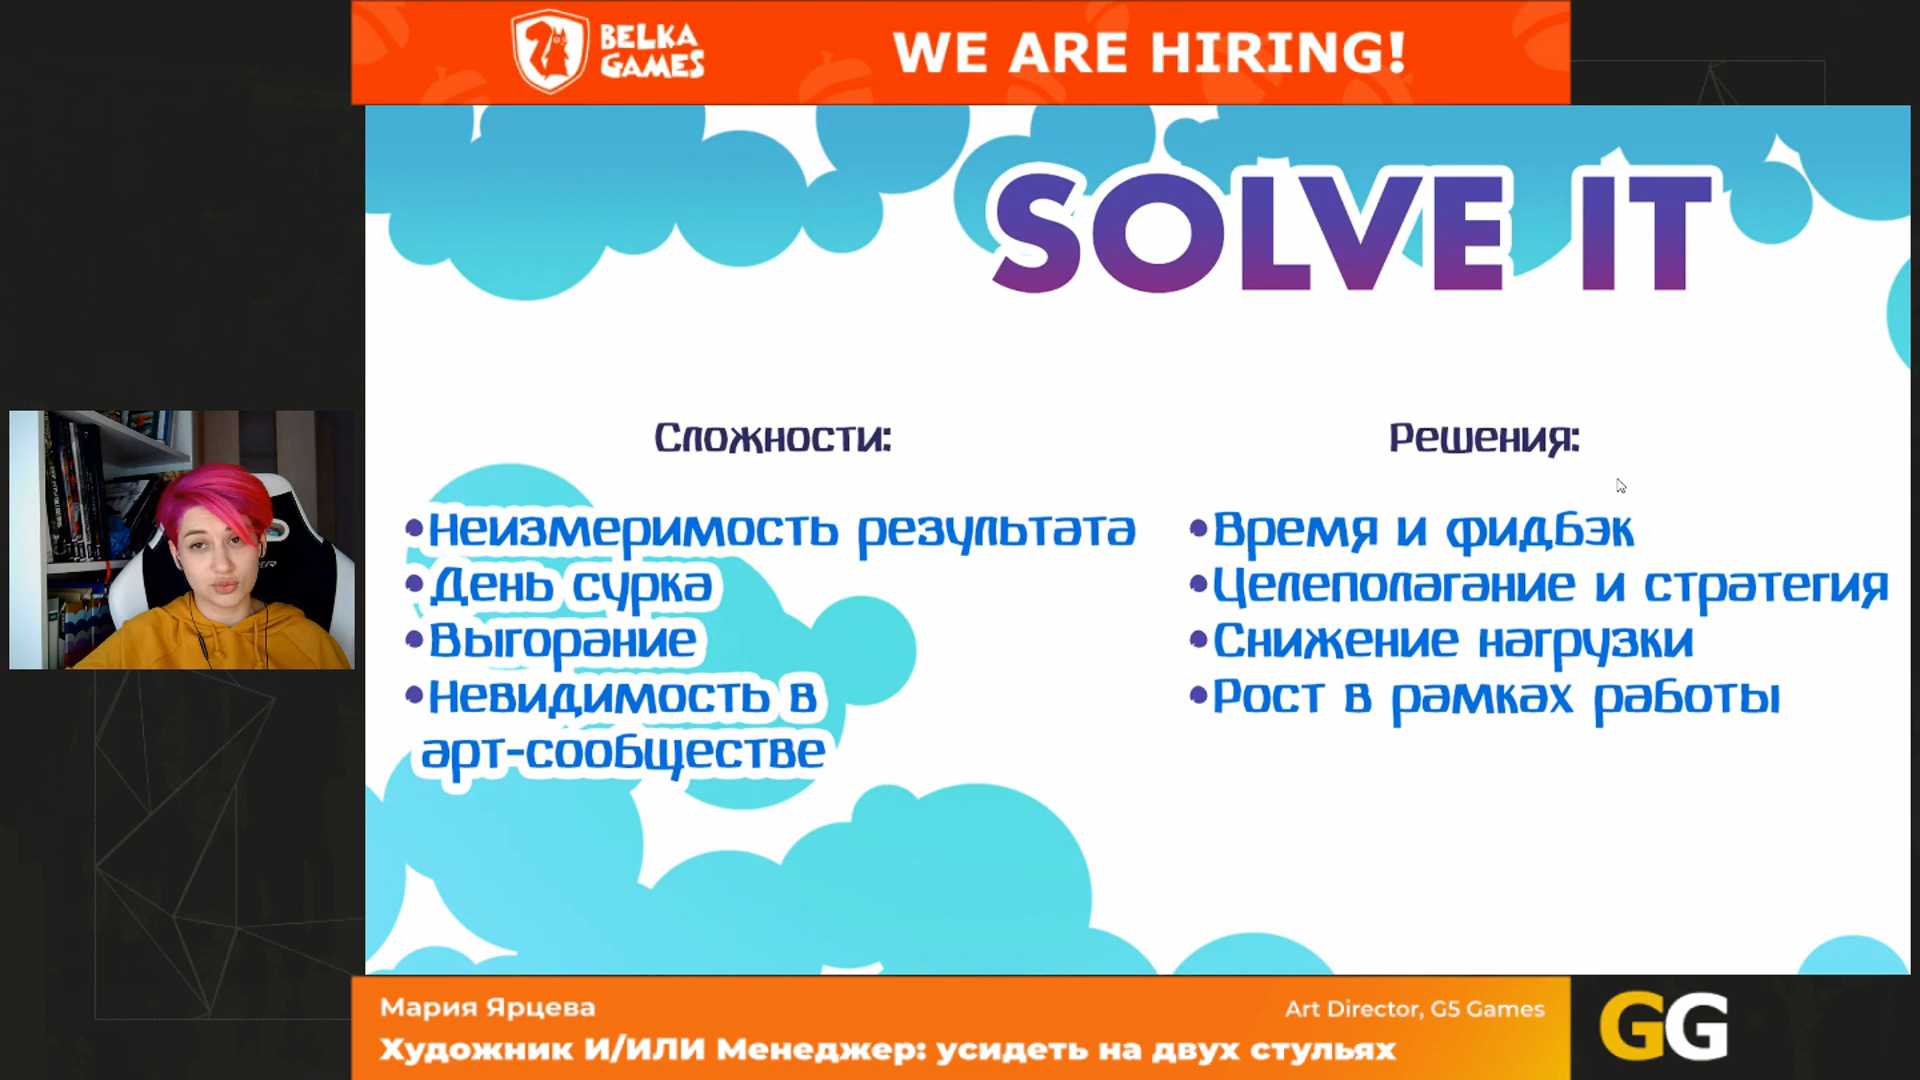 BELKA
GAMES
WE ARE HIRING!
SOLVE IT
Сложности:
•Неизмеримость результата
•День сурка
•Выгорание
•Невидимость в
арт-сообществе
Решения:
•Время и фидбэк
•Целеполагание и стратегия
•Снижение нагрузки
•Рост в рамках работы
Мария Ярцева
Art Director, G5 Games
Художник И/ИЛИ Менеджер: усидеть на двух стульях
GG